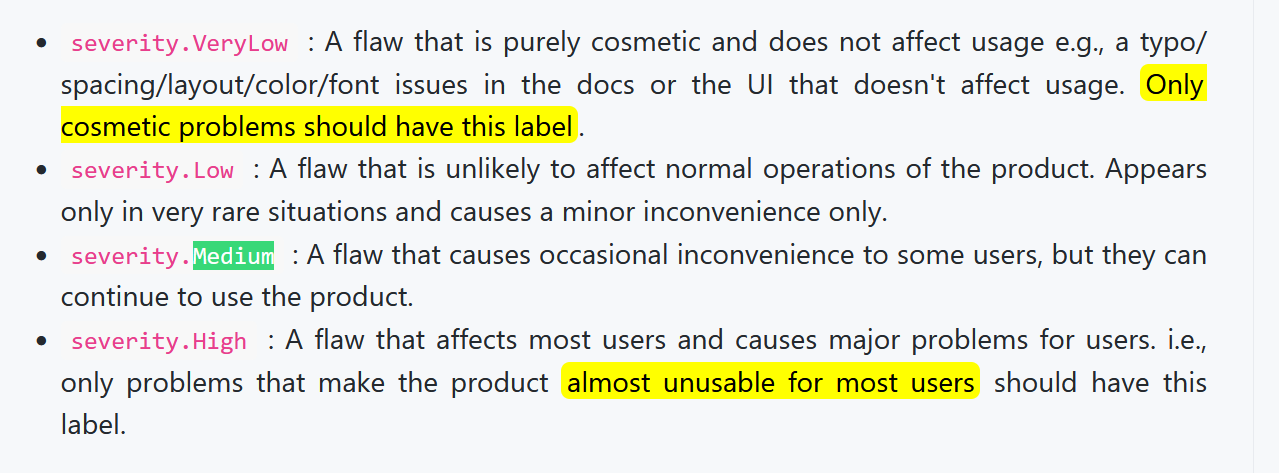 severity.VeryLow : A flaw that is purely cosmetic and does not affect usage e.g., a typo/
spacing/layout/color/font issues in the docs or the UI that doesn't affect usage. Only
cosmetic problems should have this label.
severity.Low : A flaw that is unlikely to affect normal operations of the product. Appears
only in very rare situations and causes a minor inconvenience only.
severity.Medium : A flaw that causes occasional inconvenience to some users, but they can
continue to use the product.
severity.High : A flaw that affects most users and causes major problems for users. i.e.,
only problems that make the product almost unusable for most users should have this
label.